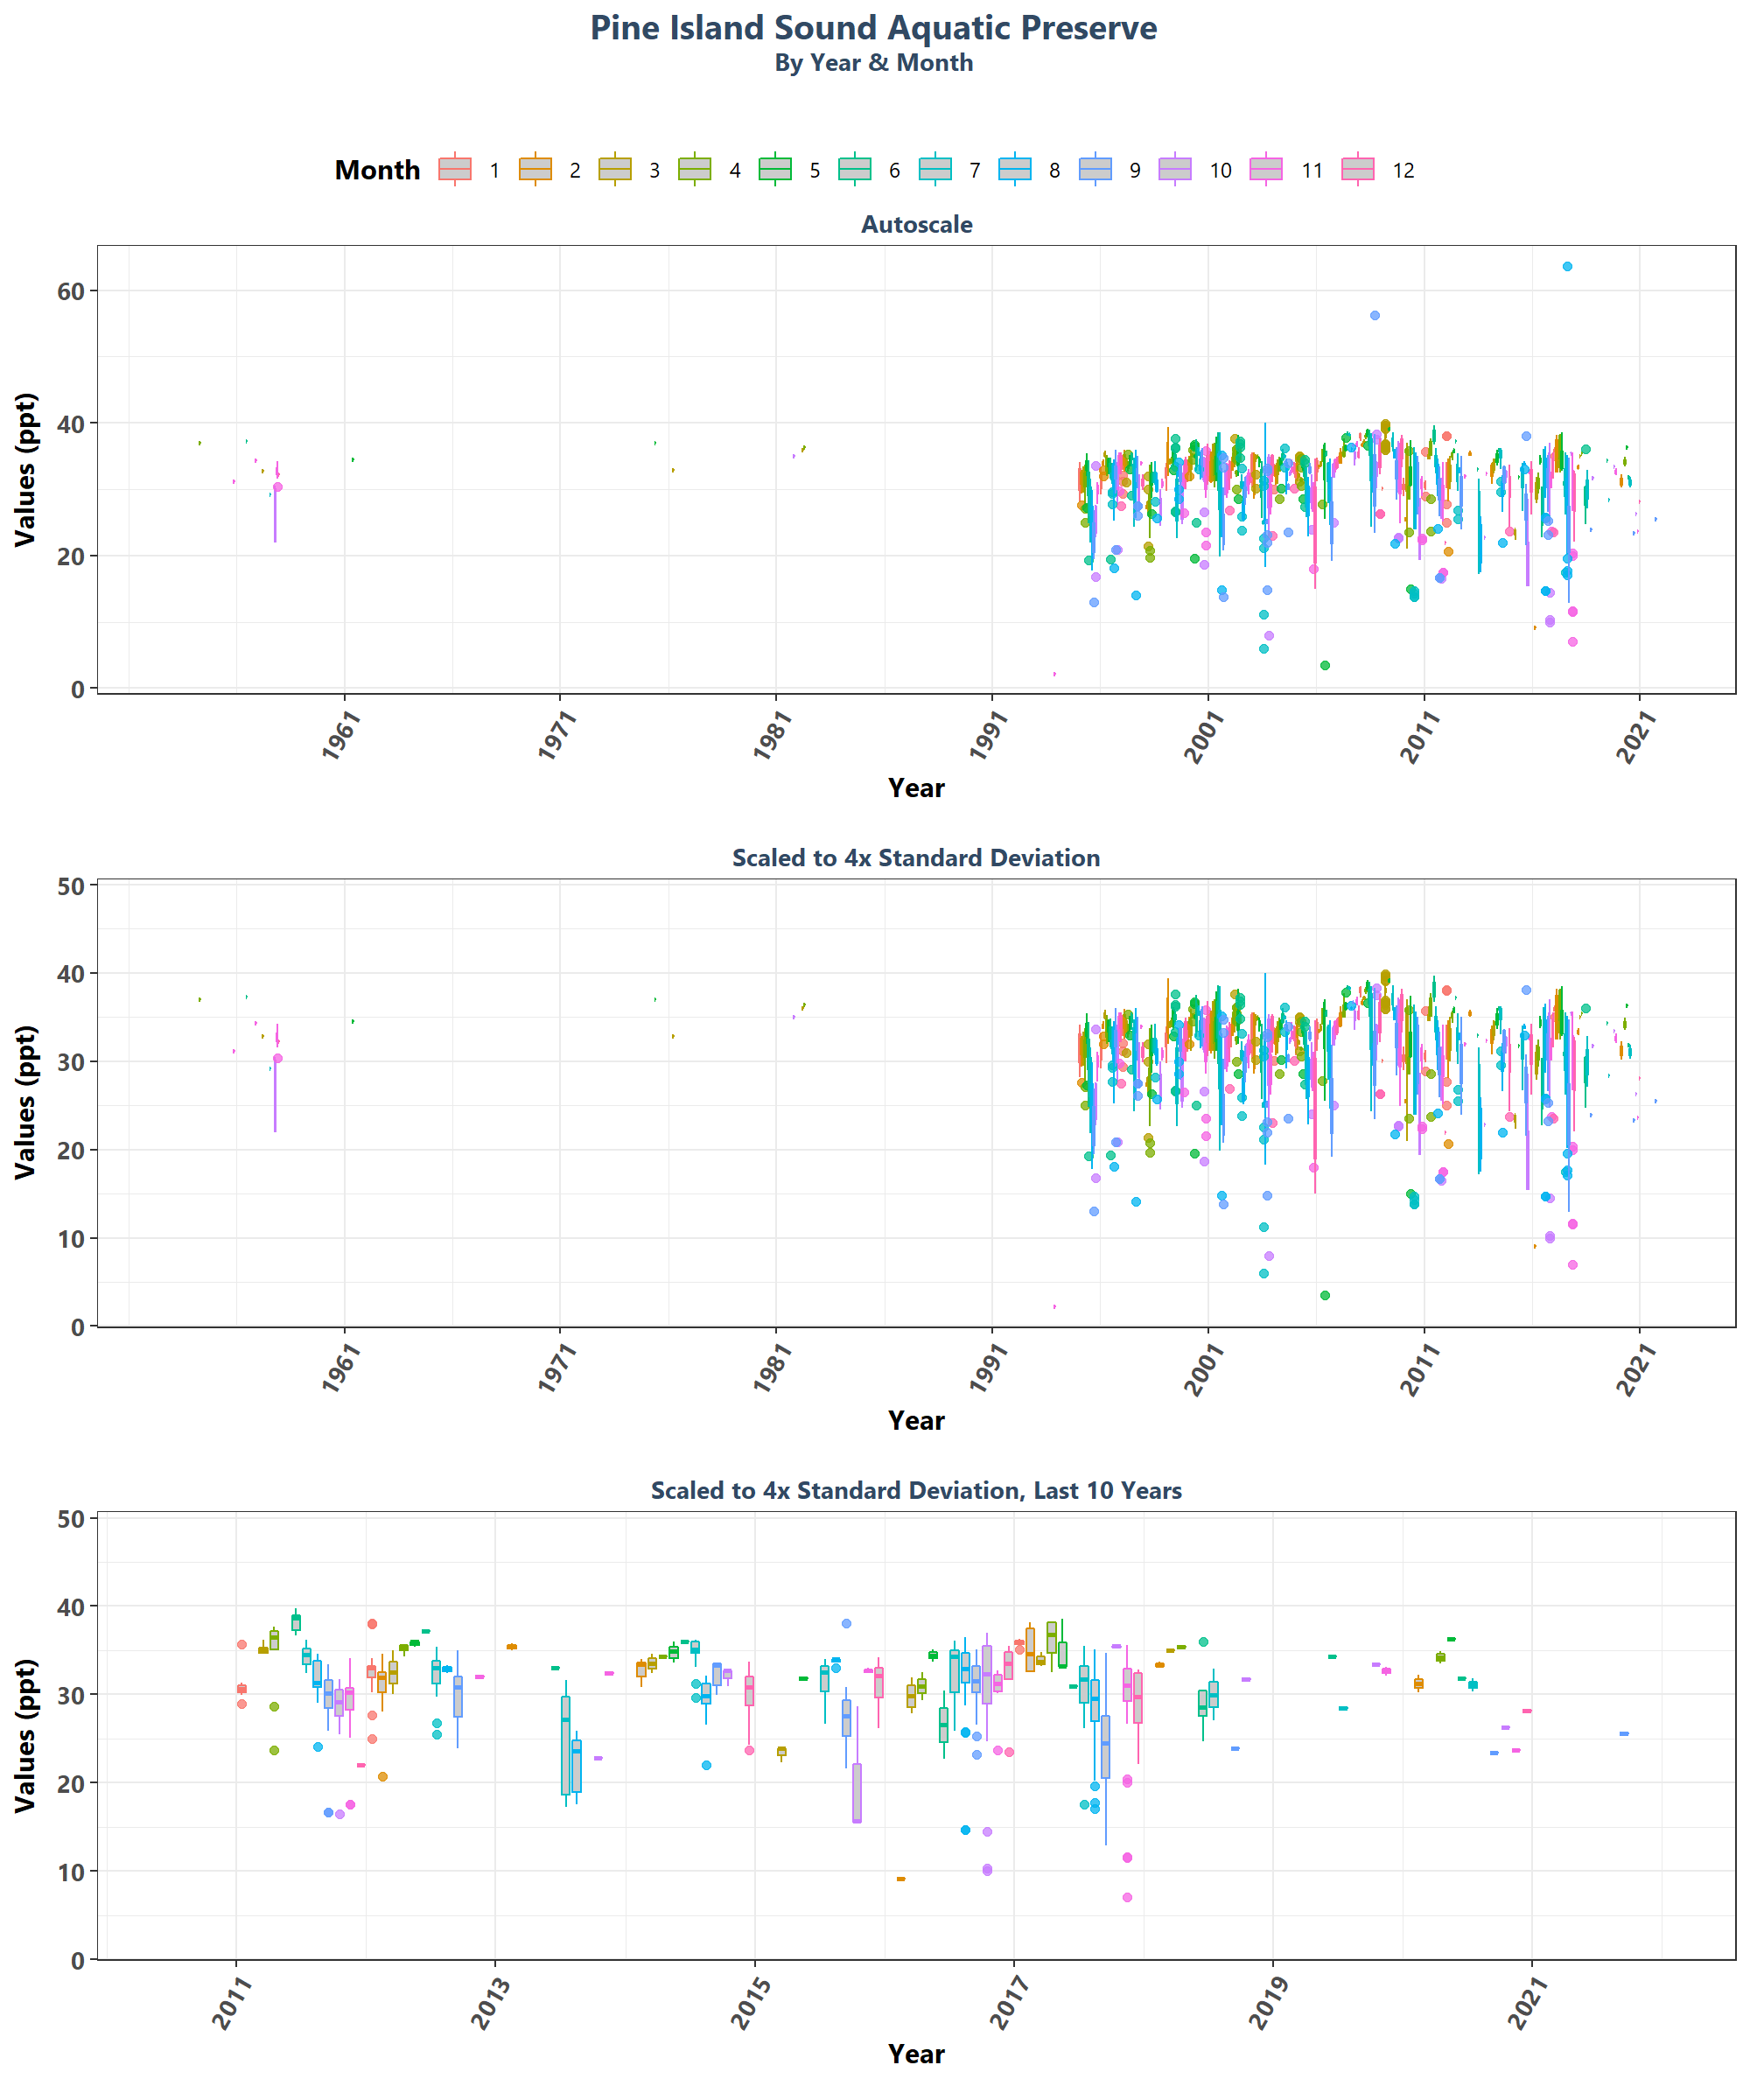 Pine Island Sound Aquatic Preserve
By Year & Month
Month 1 2 3 4 5 6 7 8 9 10 11 12
Autoscale
Values (ppt)
60
40
20
0
1961 1971 1981 1991 2001 2011 2021
Year
Scaled to 4x Standard Deviation
Values (ppt)
50
40
30
20
10
0
1961 1971 1981 1991 2001 2011 2021
Year
Scaled to 4x Standard Deviation, Last 10 Years
Values (ppt)
50
40
30
20
10
0
2011 2013 2015 2017 2019 2021
Year